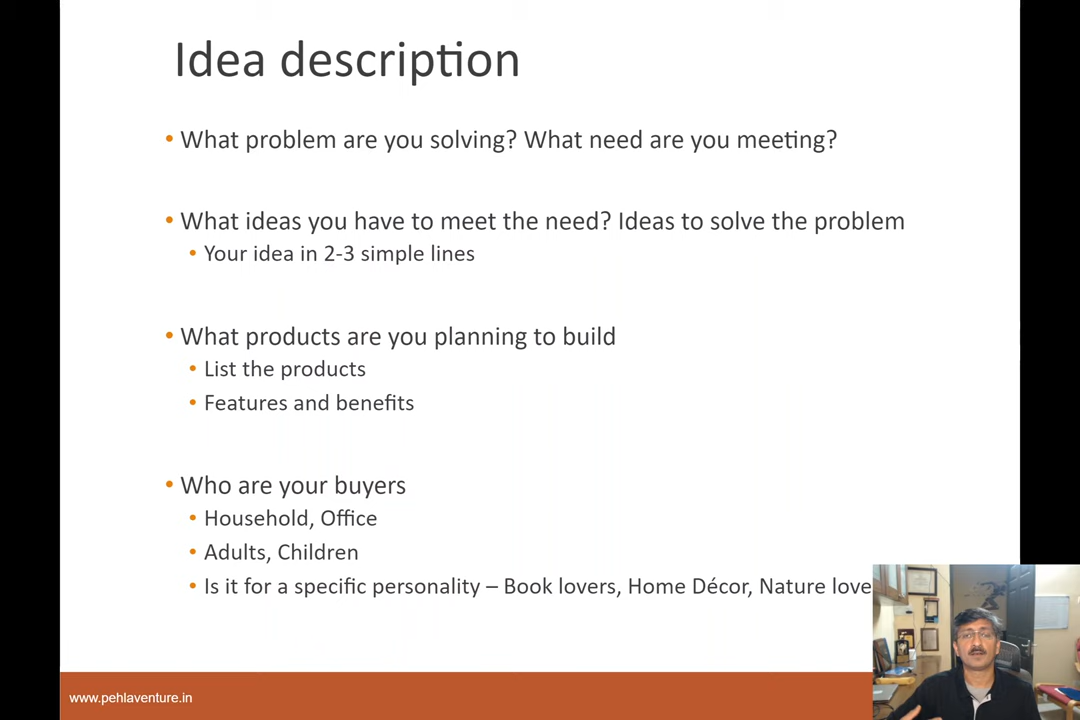 Idea description
• What problem are you solving? What need are you meeting?
• What ideas you have to meet the need? Ideas to solve the problem
• Your idea in 2-3 simple lines
• What products are you planning to build
• List the products
• Features and benefits
• Who are your buyers
• Household, Office
• Adults, Children
• Is it for a specific personality – Book lovers, Home Décor, Nature love
www.pehlaventure.in